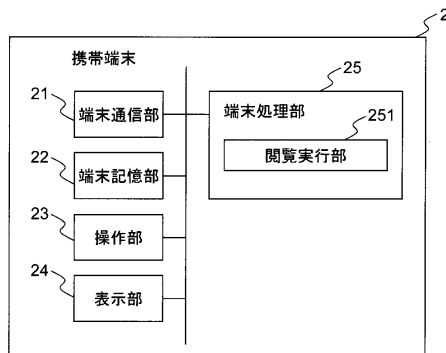 2
携帯端末
21
端末通信部
22
端末記憶部
23
操作部
24
表示部
25
端末処理部
251
閲覧実行部